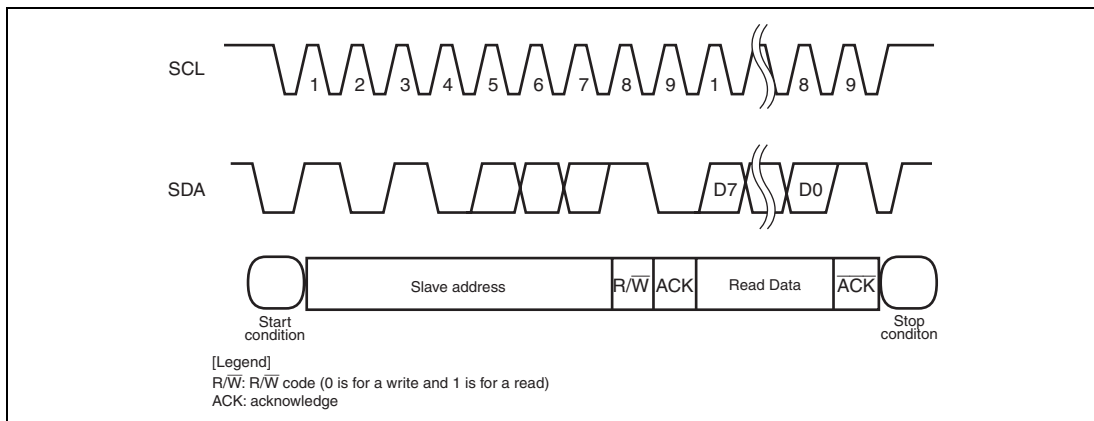 SCL
1 2 3 4 5 6 7 8 9 1 8 9
SDA
D7 D0
Slave address R/W̅ ACK Read Data A̅C̅K̅
Start
condition
Stop
conditon
[Legend]
R/W̅: R/W̅ code (0 is for a write and 1 is for a read)
ACK: acknowledge